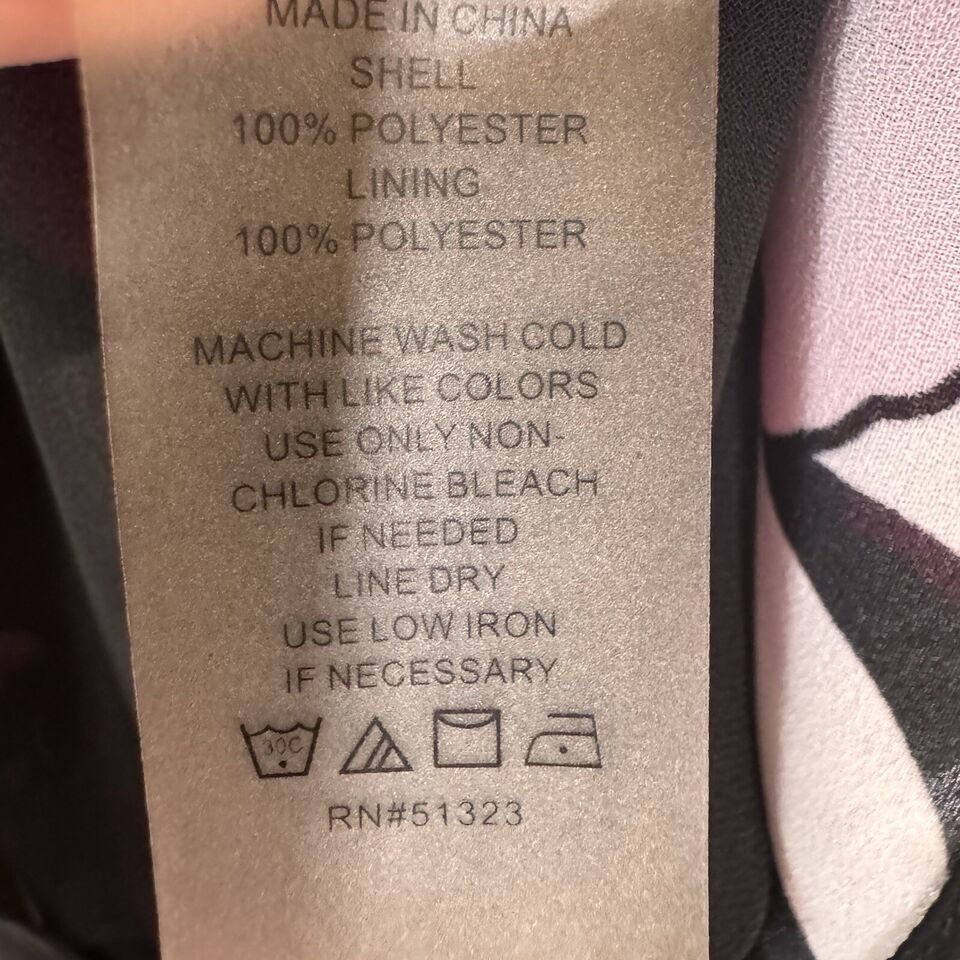 MADE IN CHINA
SHELL
100% POLYESTER
LINING
100% POLYESTER
MACHINE WASH COLD
WITH LIKE COLORS
USE ONLY NON-
CHLORINE BLEACH
IF NEEDED
LINE DRY
USE LOW IRON
IF NECESSARY
30C
RN#51323